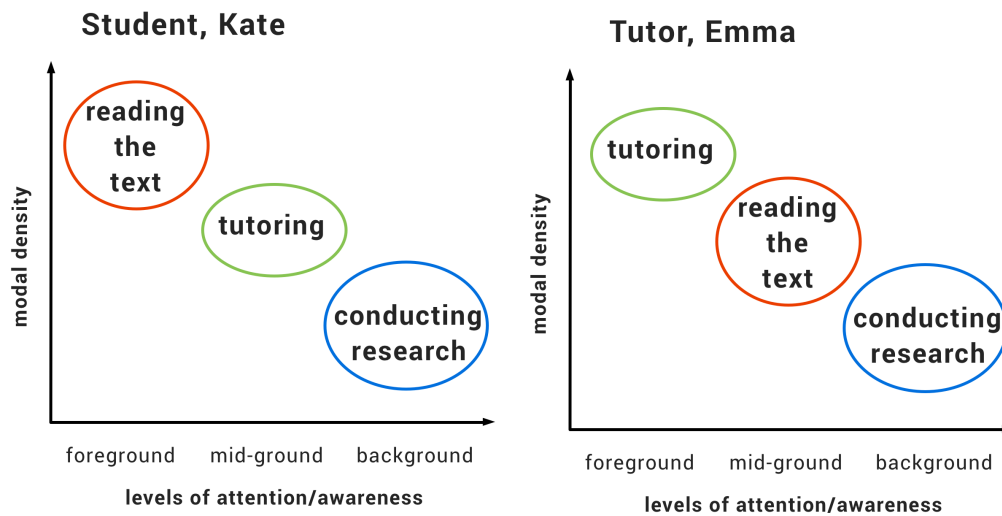 Student, Kate
modal density
reading
the
text
tutoring
conducting
research
foreground
mid-ground
background
levels of attention/awareness
Tutor, Emma
modal density
tutoring
reading
the
text
conducting
research
foreground
mid-ground
background
levels of attention/awareness